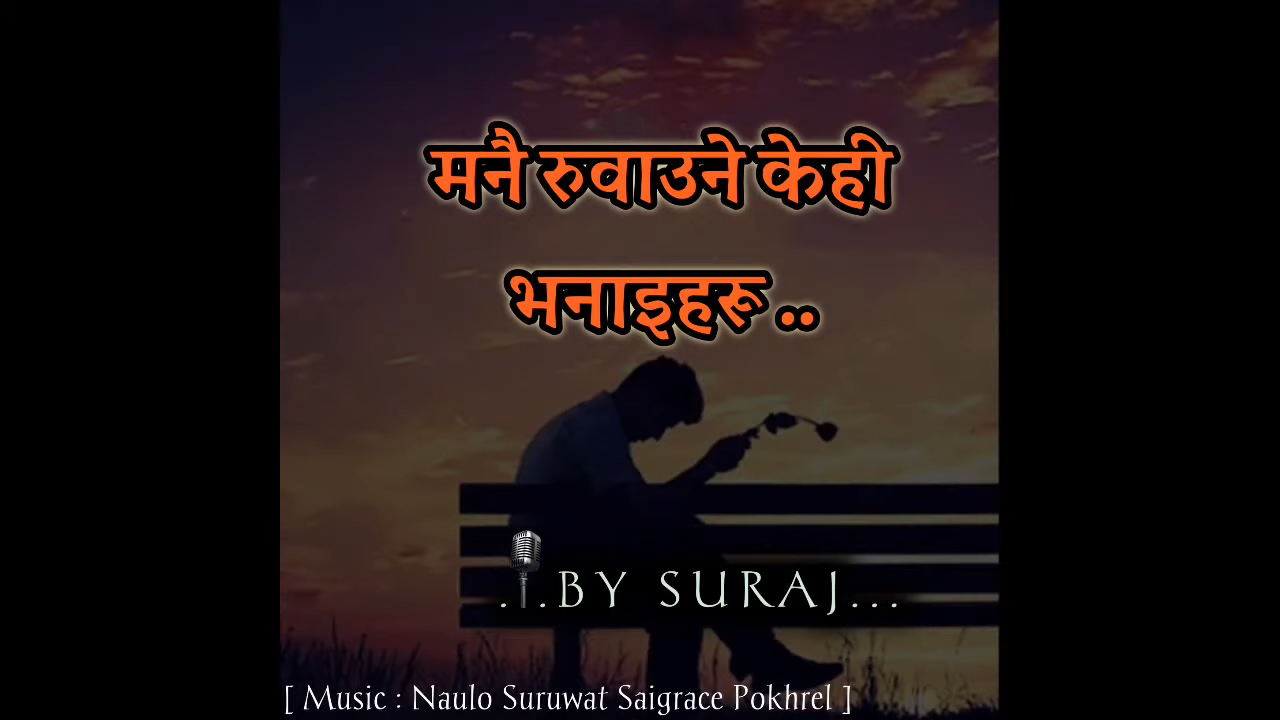 मनै रुवाउने केही
भनाइहरू ..
...BY SURAJ...
[ Music : Naulo Suruwat Saigrace Pokhrel ]